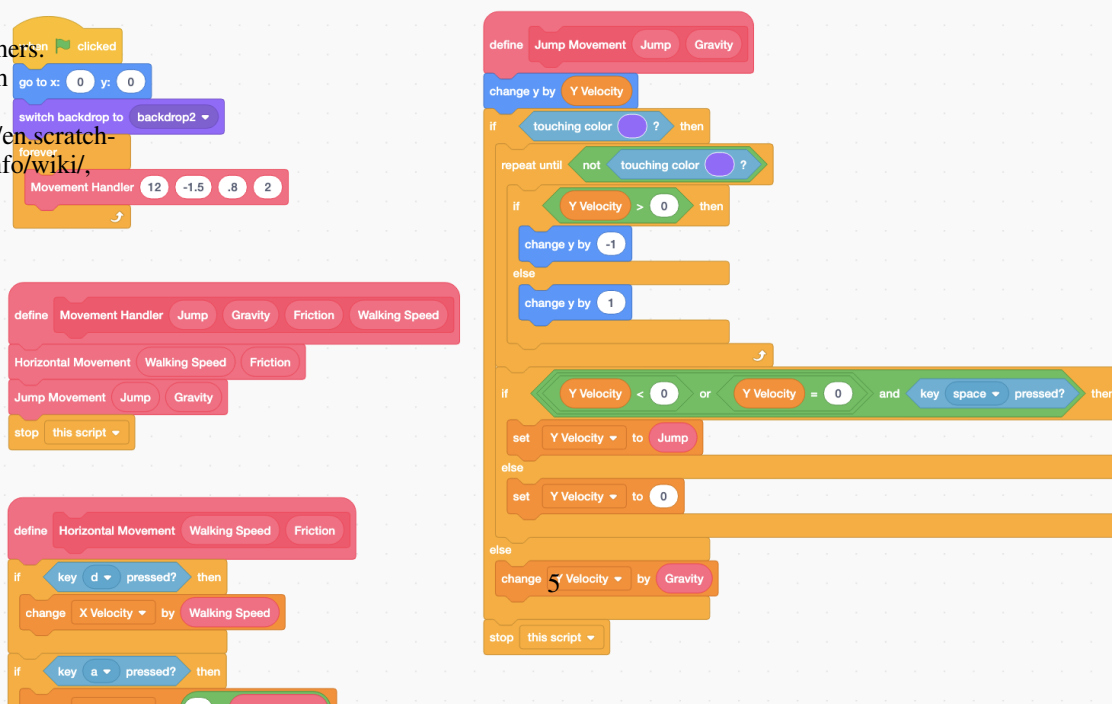 ners.
when clicked
n
go to x: 0 y: 0
switch backdrop to backdrop2
/en.scratch-
forever
nfo/wiki/,
Movement Handler 12 -1.5 .8 2
define Movement Handler Jump Gravity Friction Walking Speed
Horizontal Movement Walking Speed Friction
Jump Movement Jump Gravity
stop this script
define Horizontal Movement Walking Speed Friction
if key d pressed? then
change X Velocity by Walking Speed
if key a pressed? then
define Jump Movement Jump Gravity
change y by Y Velocity
if touching color ? then
repeat until not touching color ?
if Y Velocity > 0 then
change y by -1
else
change y by 1
if Y Velocity < 0 or Y Velocity = 0 and key space pressed? then
set Y Velocity to Jump
else
set Y Velocity to 0
else
change Y Velocity by Gravity
5
stop this script